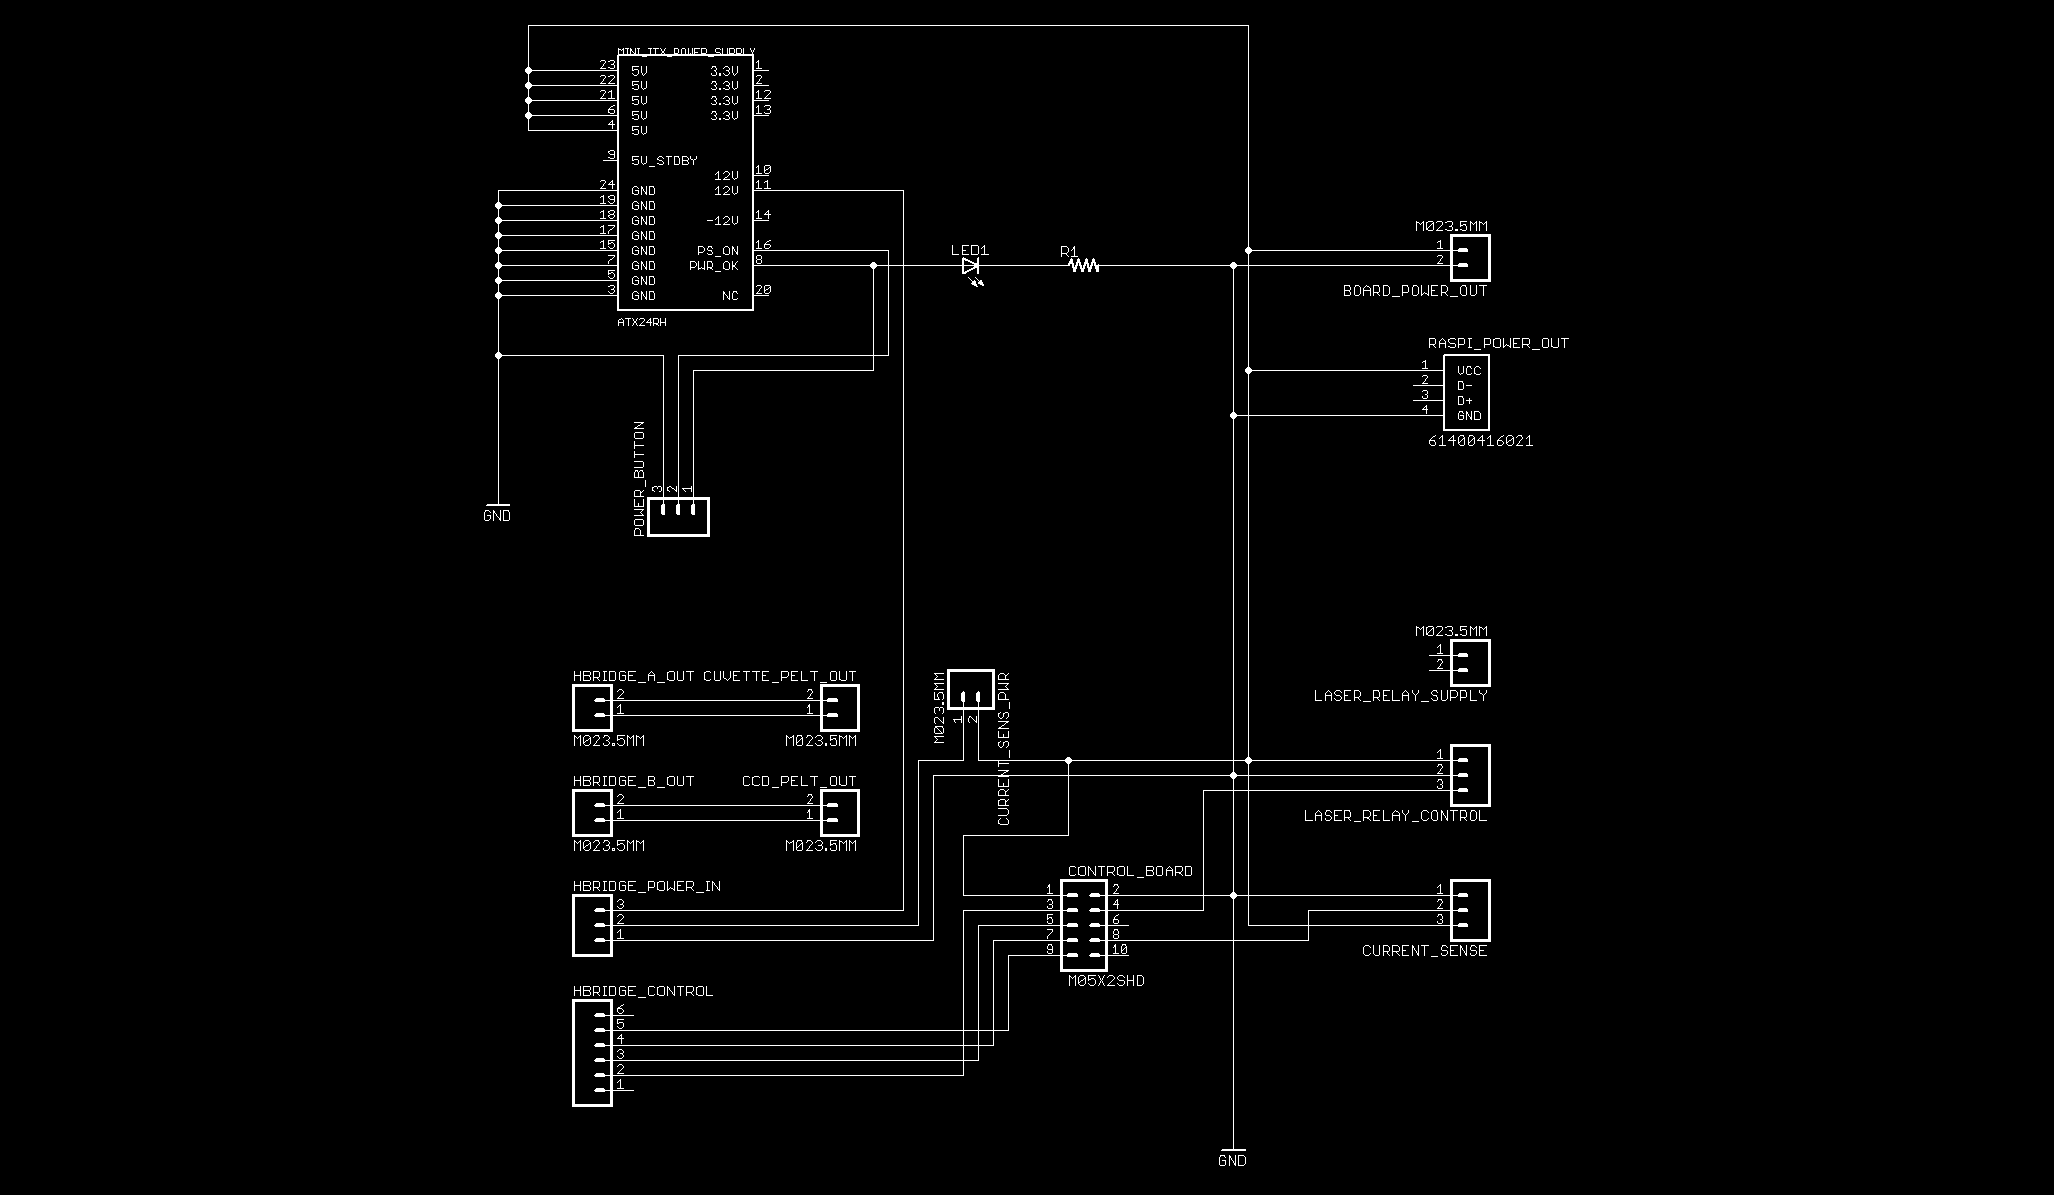 MINI_ITX_POWER_SUPPLY
23 5V 3.3V 1
22 5V 3.3V 2
21 5V 3.3V 12
6 5V 3.3V 13
4 5V
9 5V_STDBY
12V 10
24 GND 12V 11
19 GND
18 GND -12V 14
17 GND
15 GND PS_ON 16
7 GND PWR_OK 8
5 GND
3 GND NC 20
ATX24RH
LED1
R1
M023.5MM
1
2
BOARD_POWER_OUT
RASPI_POWER_OUT
1 VCC
2 D-
3 D+
4 GND
61400416021
POWER_BUTTON
3 2 1
GND
M023.5MM
1
2
LASER_RELAY_SUPPLY
HBRIDGE_A_OUT CUVETTE_PELT_OUT
2 2
1 1
M023.5MM M023.5MM
M023.5MM
1 2
CURRENT_SENS_PWR
1
2
3
LASER_RELAY_CONTROL
HBRIDGE_B_OUT CCD_PELT_OUT
2 2
1 1
M023.5MM M023.5MM
HBRIDGE_POWER_IN
3
2
1
CONTROL_BOARD
1 2
3 4
5 6
7 8
9 10
M05X2SHD
1
2
3
CURRENT_SENSE
HBRIDGE_CONTROL
6
5
4
3
2
1
GND